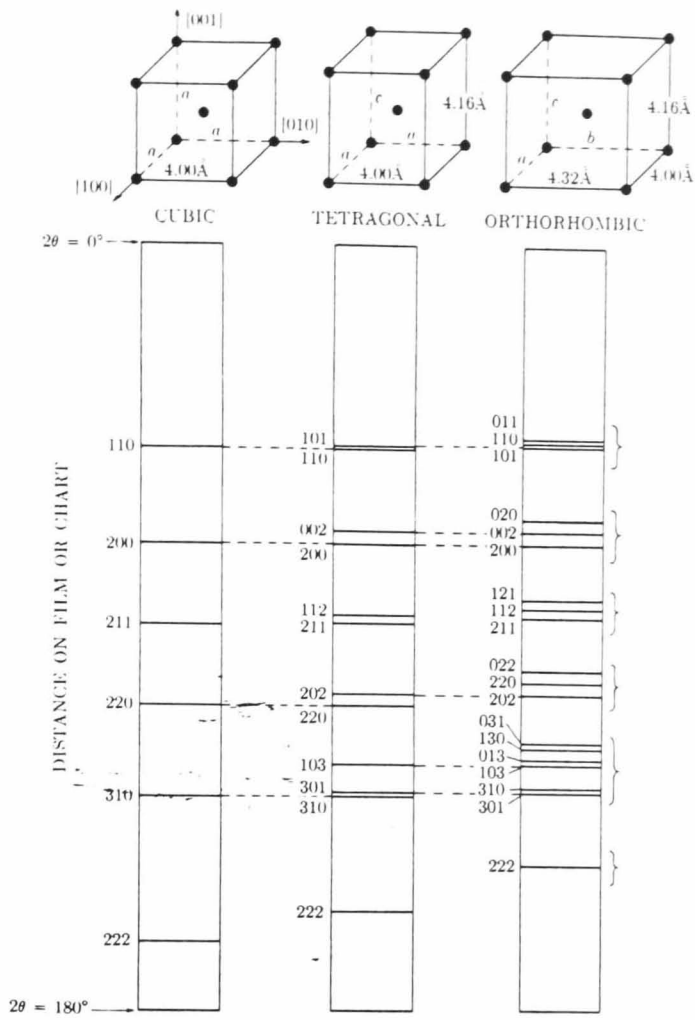 [001]
[010]
[100]
a
a
a
4.00Å
CUBIC
c
a
a
4.16Å
4.00Å
TETRAGONAL
c
b
a
4.16Å
4.32Å
4.00Å
ORTHORHOMBIC
2θ = 0°
DISTANCE ON FILM OR CHART
110
200
211
220
310
222
2θ = 180°
101
110
002
200
112
211
202
220
103
301
310
222
011
110
101
020
002
200
121
112
211
022
220
202
031
130
013
103
310
301
222